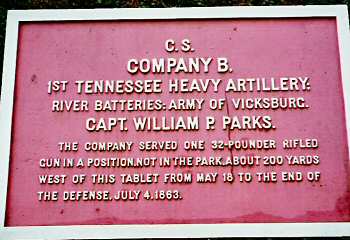 C. S.
COMPANY B.
1ST TENNESSEE HEAVY ARTILLERY:
RIVER BATTERIES: ARMY OF VICKSBURG.
CAPT. WILLIAM P. PARKS.
THE COMPANY SERVED ONE 32-POUNDER RIFLED
GUN IN A POSITION, NOT IN THE PARK, ABOUT 200 YARDS
WEST OF THIS TABLET FROM MAY 18 TO THE END OF
THE DEFENSE, JULY 4, 1863.